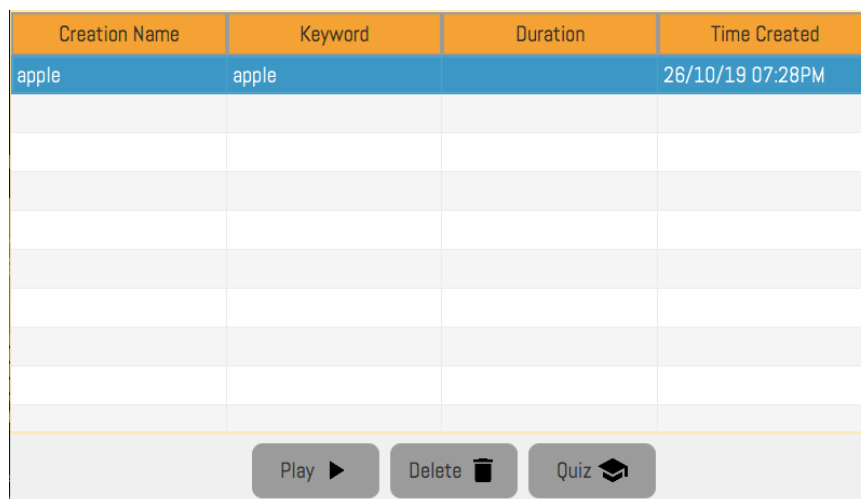 Creation Name Keyword Duration Time Created
apple apple 26/10/19 07:28PM
Play Delete Quiz